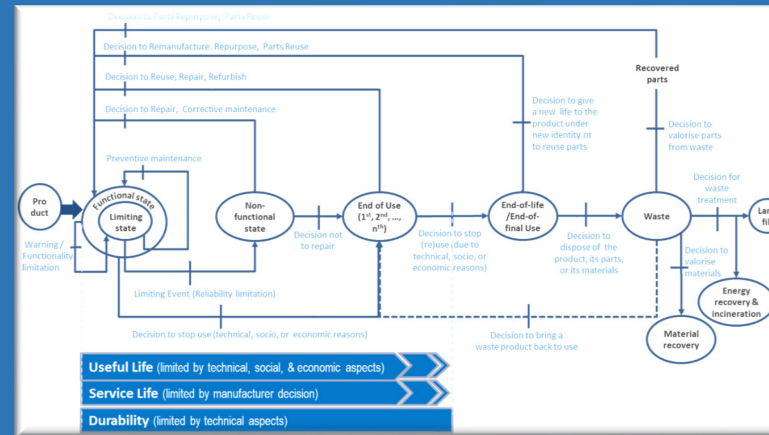 Decision to Parts Repurpose, Parts Reuse
Decision to Remanufacture. Repurpose, Parts Reuse
Decision to Reuse, Repair, Refurbish
Decision to Repair, Corrective maintenance
Preventive maintenance
Recovered
parts
Decision to give
a new life to the
product under
new identity or
to reuse parts
Decision to
valorise parts
from waste
Decision for
waste
treatment
Pro
duct
Functional state
Limiting
state
Non-
functional
state
End of Use
(1st, 2nd, ...,
nth)
End-of-life
/End-of-
final Use
Waste
fil
Warning /
Functionality
limitation
Decision not
to repair
Decision to stop
(re)use (due to
technical, socio, or
economic reasons)
Decision to
dispose of the
product, its parts,
or its materials
Decision to
valorise
materials
Limiting Event (Reliability limitation)
Energy
recovery &
incineration
Decision to stop use (technical, socio, or economic reasons)
Decision to bring a
waste product back to use
Material
recovery
Useful Life (limited by technical, social, & economic aspects)
Service Life (limited by manufacturer decision)
Durability (limited by technical aspects)